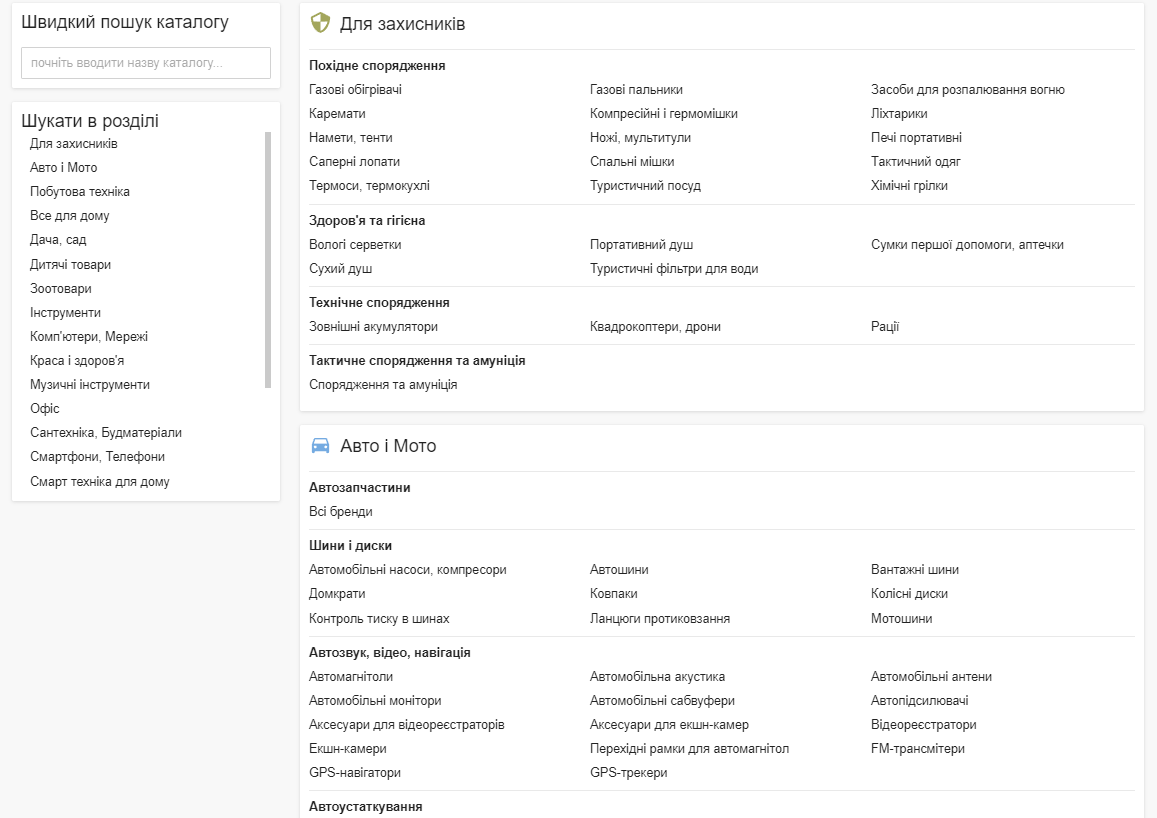 Швидкий пошук каталогу
почніть вводити назву каталогу...
Шукати в розділі
Для захисників
Авто і Мото
Побутова техніка
Все для дому
Дача, сад
Дитячі товари
Зоотовари
Інструменти
Комп'ютери, Мережі
Краса і здоров'я
Музичні інструменти
Офіс
Сантехніка, Будматеріали
Смартфони, Телефони
Смарт техніка для дому
Для захисників
Похідне спорядження
Газові обігрівачі Газові пальники Засоби для розпалювання вогню
Каремати Компресійні і гермомішки Ліхтарики
Намети, тенти Ножі, мультитули Печі портативні
Саперні лопати Спальні мішки Тактичний одяг
Термоси, термокухлі Туристичний посуд Хімічні грілки
Здоров'я та гігієна
Вологі серветки Портативний душ Сумки першої допомоги, аптечки
Сухий душ Туристичні фільтри для води
Технічне спорядження
Зовнішні акумулятори Квадрокоптери, дрони Рації
Тактичне спорядження та амуніція
Спорядження та амуніція
Авто і Мото
Автозапчастини
Всі бренди
Шини і диски
Автомобільні насоси, компресори Автошини Вантажні шини
Домкрати Ковпаки Колісні диски
Контроль тиску в шинах Ланцюги протиковзання Мотошини
Автозвук, відео, навігація
Автомагнітоли Автомобільна акустика Автомобільні антени
Автомобільні монітори Автомобільні сабвуфери Автопідсилювачі
Аксесуари для відеореєстраторів Аксесуари для екшн-камер Відеореєстратори
Екшн-камери Перехідні рамки для автомагнітол FM-трансмітери
GPS-навігатори GPS-трекери
Автоустаткування